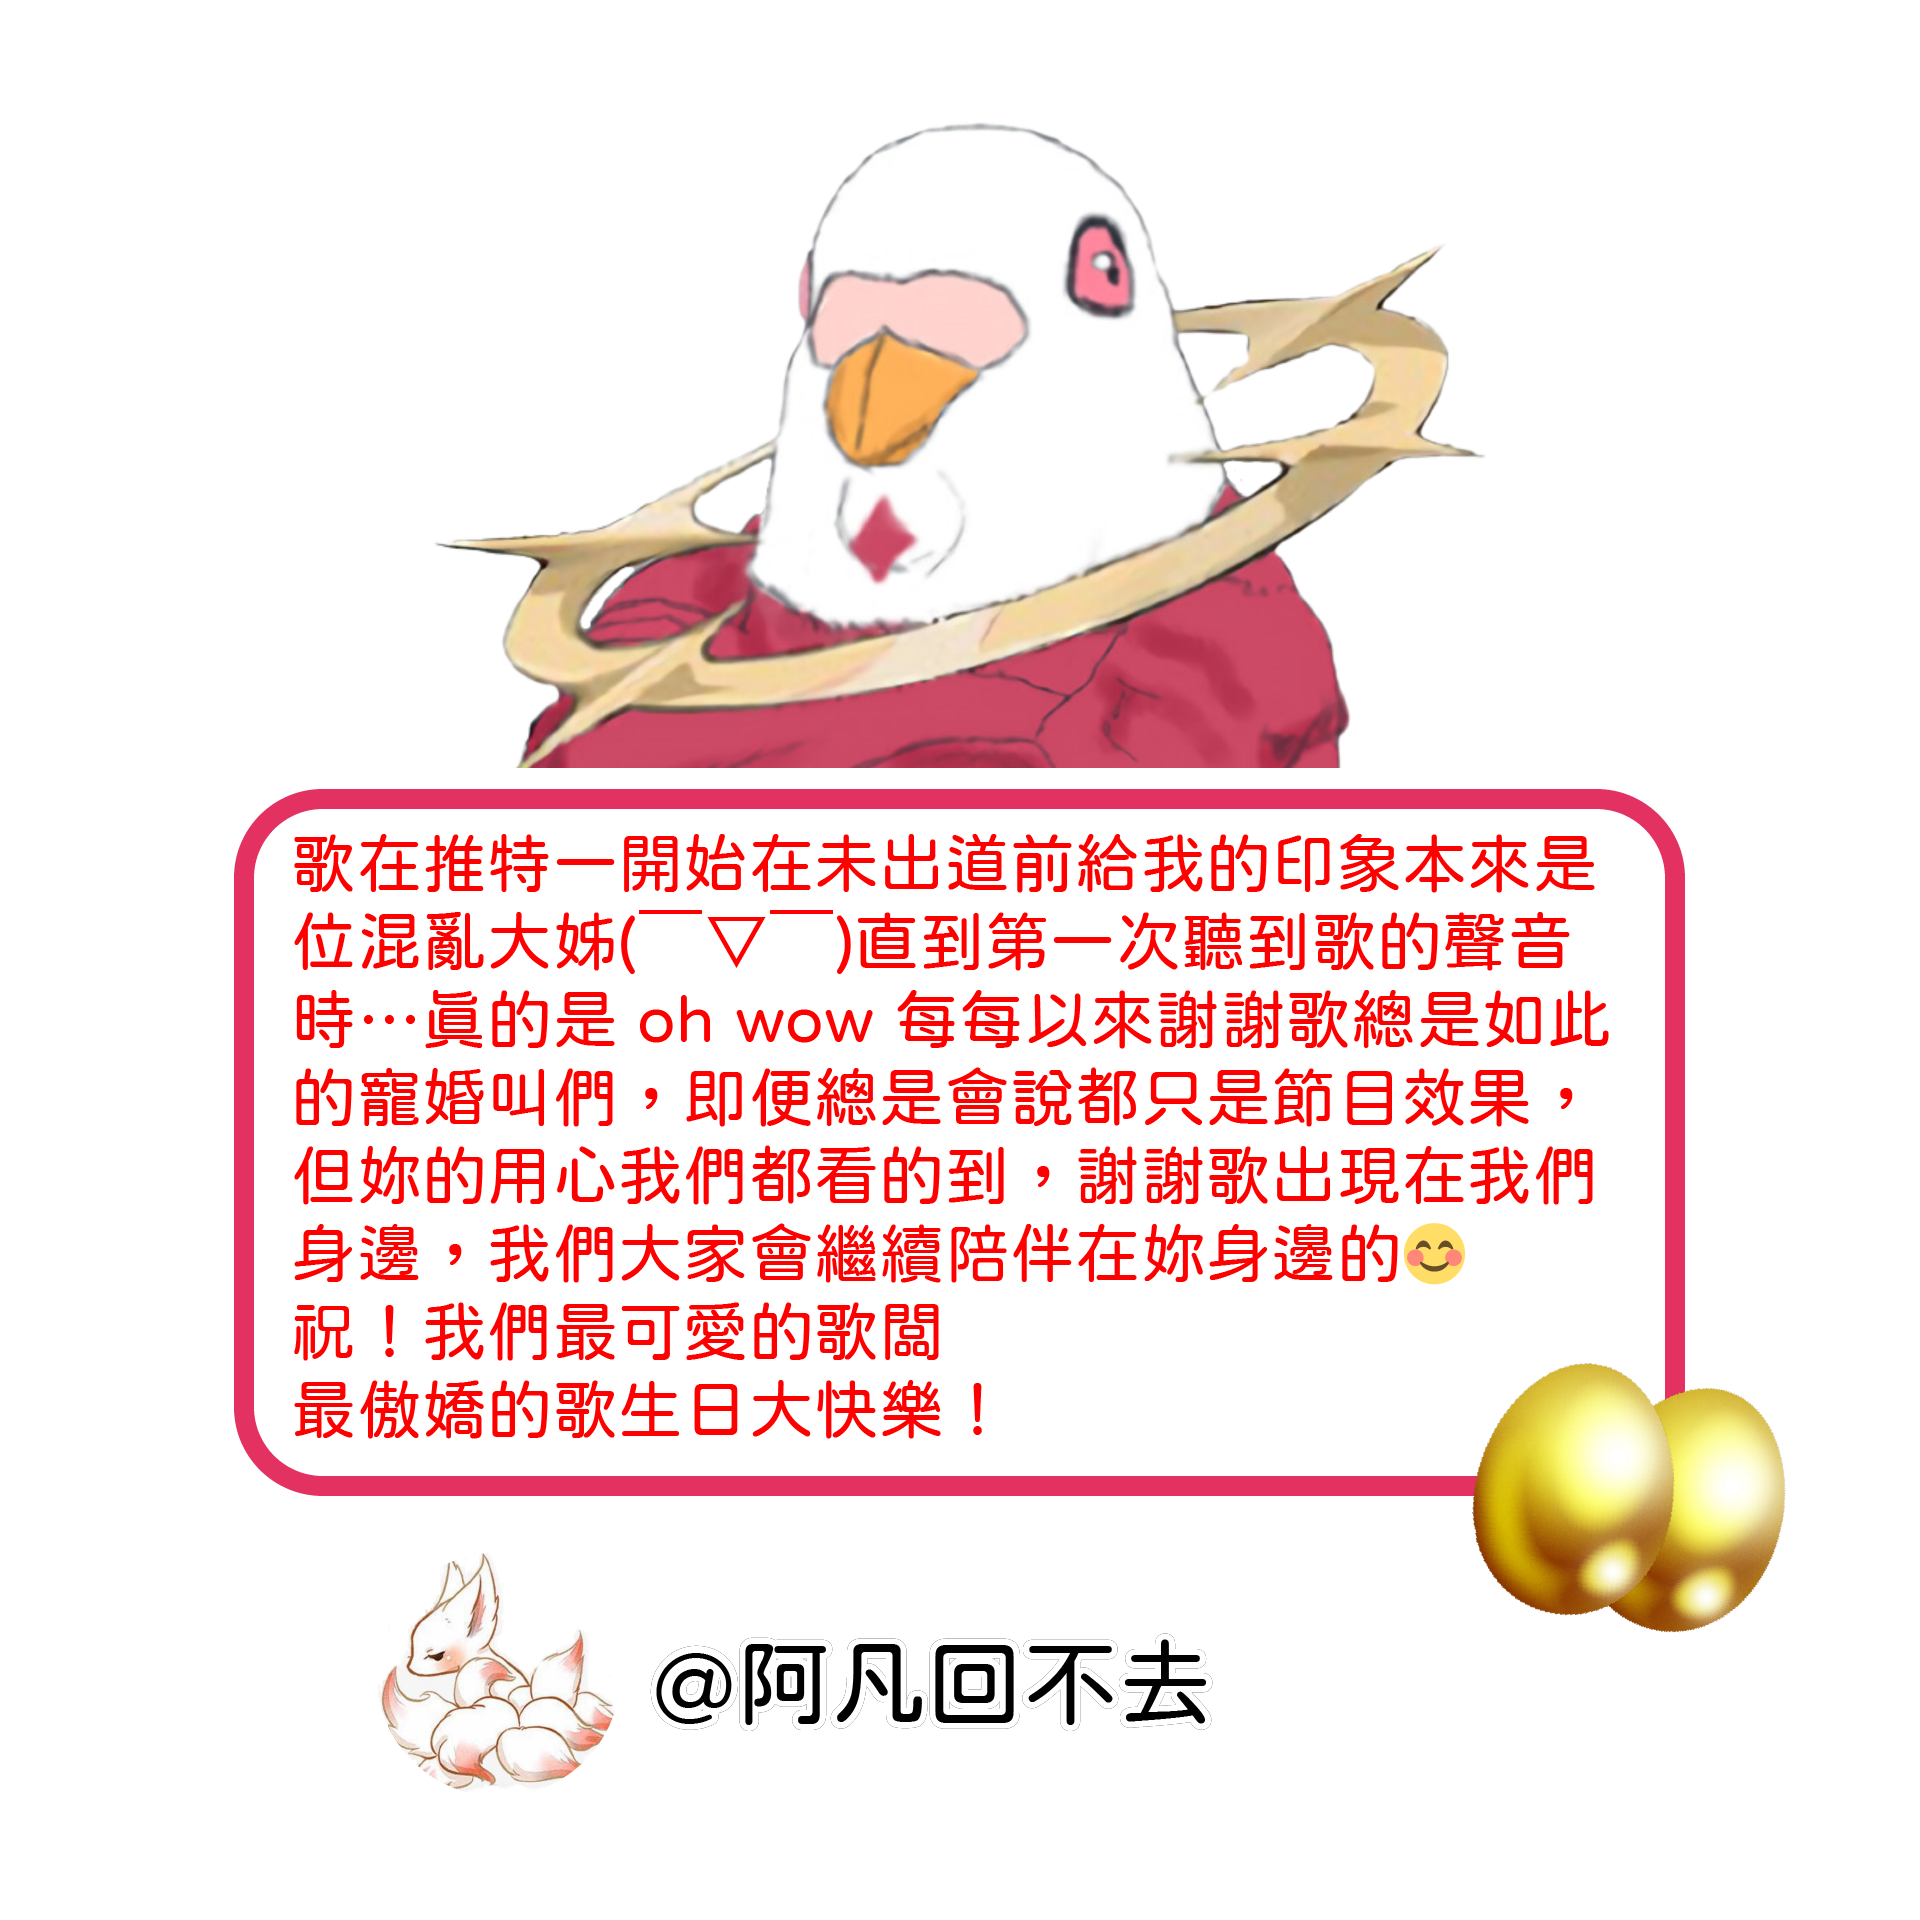 歌在推特一開始在未出道前給我的印象本來是
位混亂大姊(￣▽￣)直到第一次聽到歌的聲音
時⋯真的是 oh wow 每每以來謝謝歌總是如此
的寵婚叫們，即便總是會說都只是節目效果，
但妳的用心我們都看的到，謝謝歌出現在我們
身邊，我們大家會繼續陪伴在妳身邊的😊
祝！我們最可愛的歌闆
最傲嬌的歌生日大快樂！
@阿凡回不去